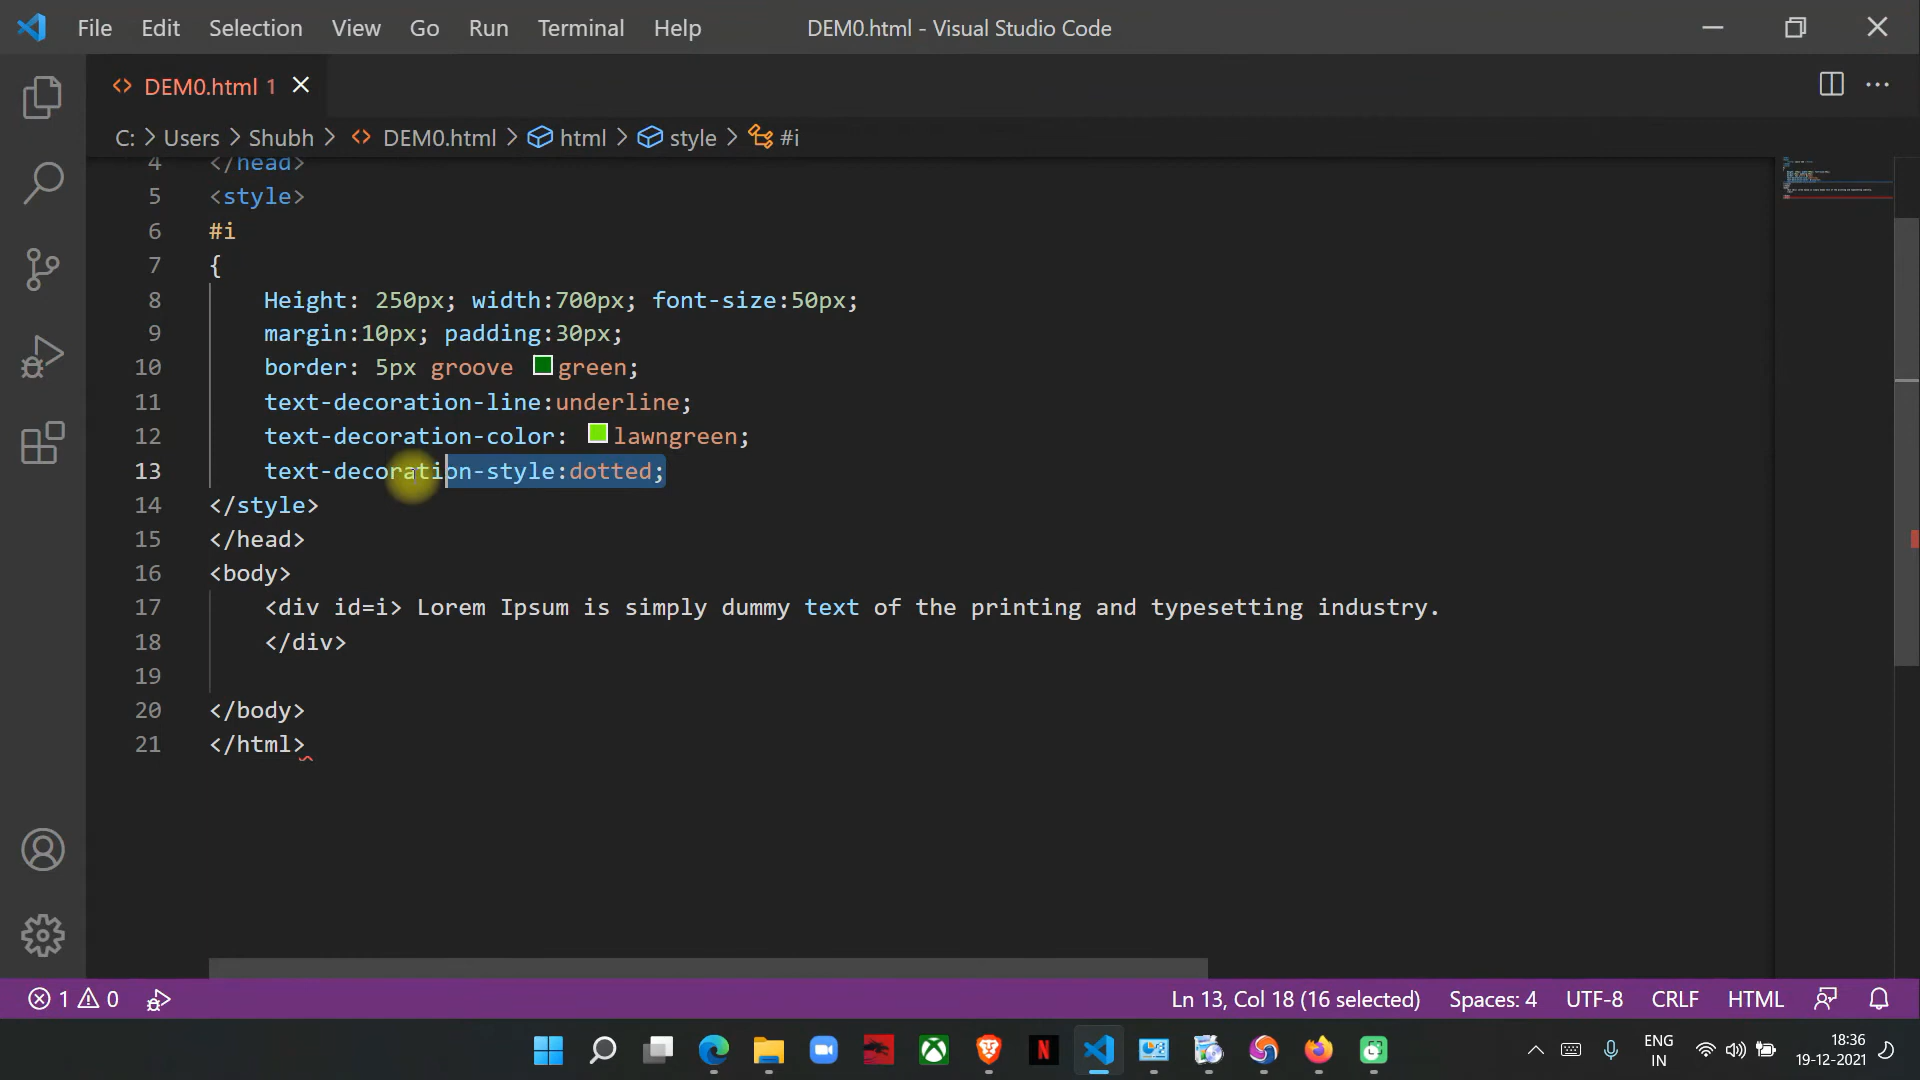 File Edit Selection View Go Run Terminal Help DEM0.html - Visual Studio Code
DEM0.html 1
C: > Users > Shubh > DEM0.html > html > style > #i
4 </head>
5 <style>
6 #i
7 {
8 Height: 250px; width:700px; font-size:50px;
9 margin:10px; padding:30px;
10 border: 5px groove green;
11 text-decoration-line:underline;
12 text-decoration-color: lawngreen;
13 text-decoration-style:dotted;
14 </style>
15 </head>
16 <body>
17 <div id=i> Lorem Ipsum is simply dummy text of the printing and typesetting industry.
18 </div>
19
20 </body>
21 </html>
1 0 Ln 13, Col 18 (16 selected) Spaces: 4 UTF-8 CRLF HTML
N ENG 18:36
IN 19-12-2021